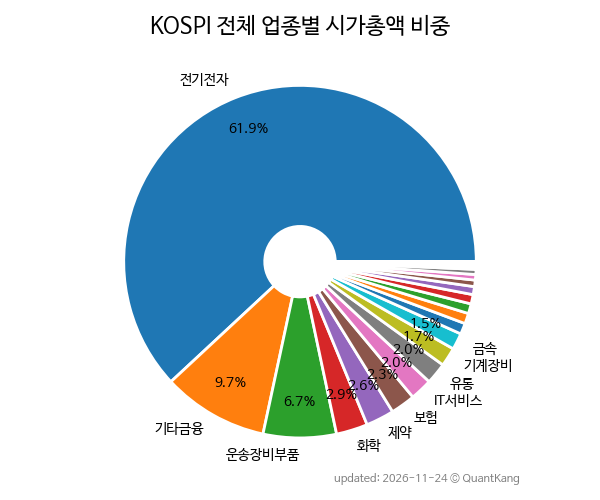 KOSPI 전체 업종별 시가총액 비중
전기전자
61.9%
1.5%
1.7%
2.0%
2.0%
2.3%
2.6%
2.9%
6.7%
9.7%
금속
기계장비
유통
IT서비스
보험
제약
화학
운송장비부품
기타금융
updated: 2026-11-24 © QuantKang